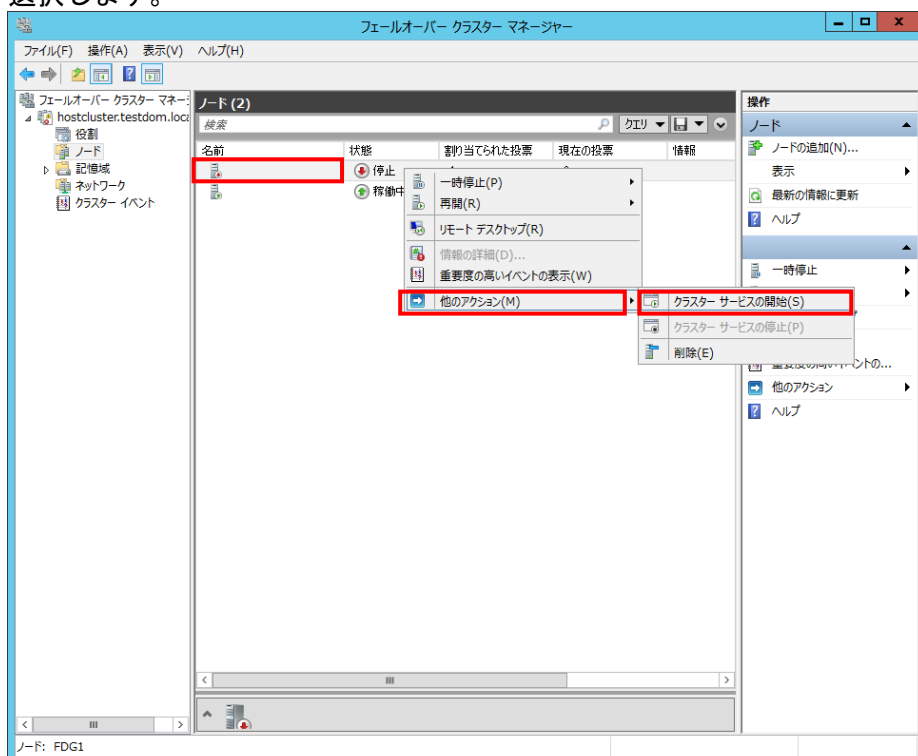 選択します。
フェールオーバー クラスター マネージャー
ファイル(F) 操作(A) 表示(V) ヘルプ(H)
フェールオーバー クラスター マネー
hostcluster.testdom.loca
役割
ノード
記憶域
ネットワーク
クラスター イベント
ノード (2)
検索
クエリ
名前 状態 割り当てられた投票 現在の投票 情報
停止
稼働中
一時停止(P)
再開(R)
リモート デスクトップ(R)
情報の詳細(D)...
重要度の高いイベントの表示(W)
他のアクション(M)
クラスター サービスの開始(S)
クラスター サービスの停止(P)
削除(E)
操作
ノード
ノードの追加(N)...
表示
最新の情報に更新
ヘルプ
一時停止
重要度の高いイベントの...
他のアクション
ヘルプ
ノード: FDG1